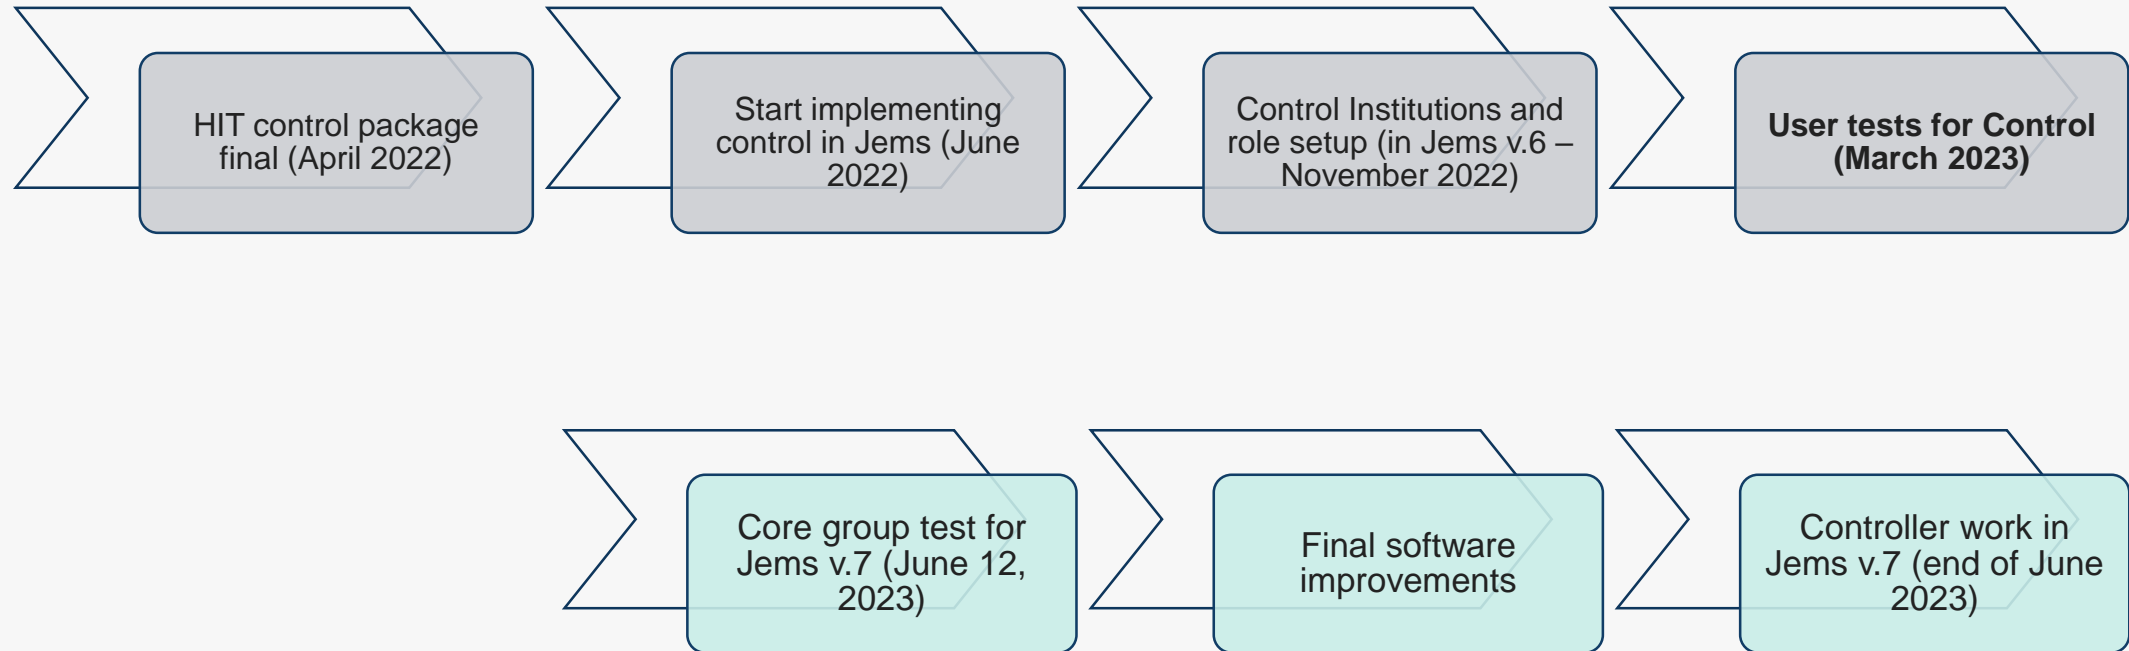 HIT control package
final (April 2022)
Start implementing
control in Jems (June
2022)
Control Institutions and
role setup (in Jems v.6 –
November 2022)
User tests for Control
(March 2023)
Core group test for
Jems v.7 (June 12,
2023)
Final software
improvements
Controller work in
Jems v.7 (end of June
2023)